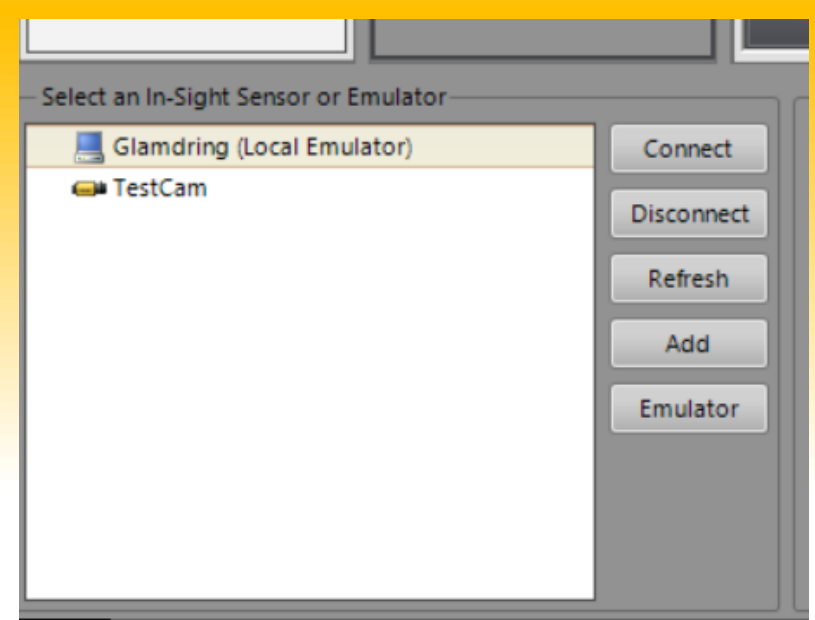 Select an In-Sight Sensor or Emulator
Glamdring (Local Emulator)
TestCam
Connect
Disconnect
Refresh
Add
Emulator